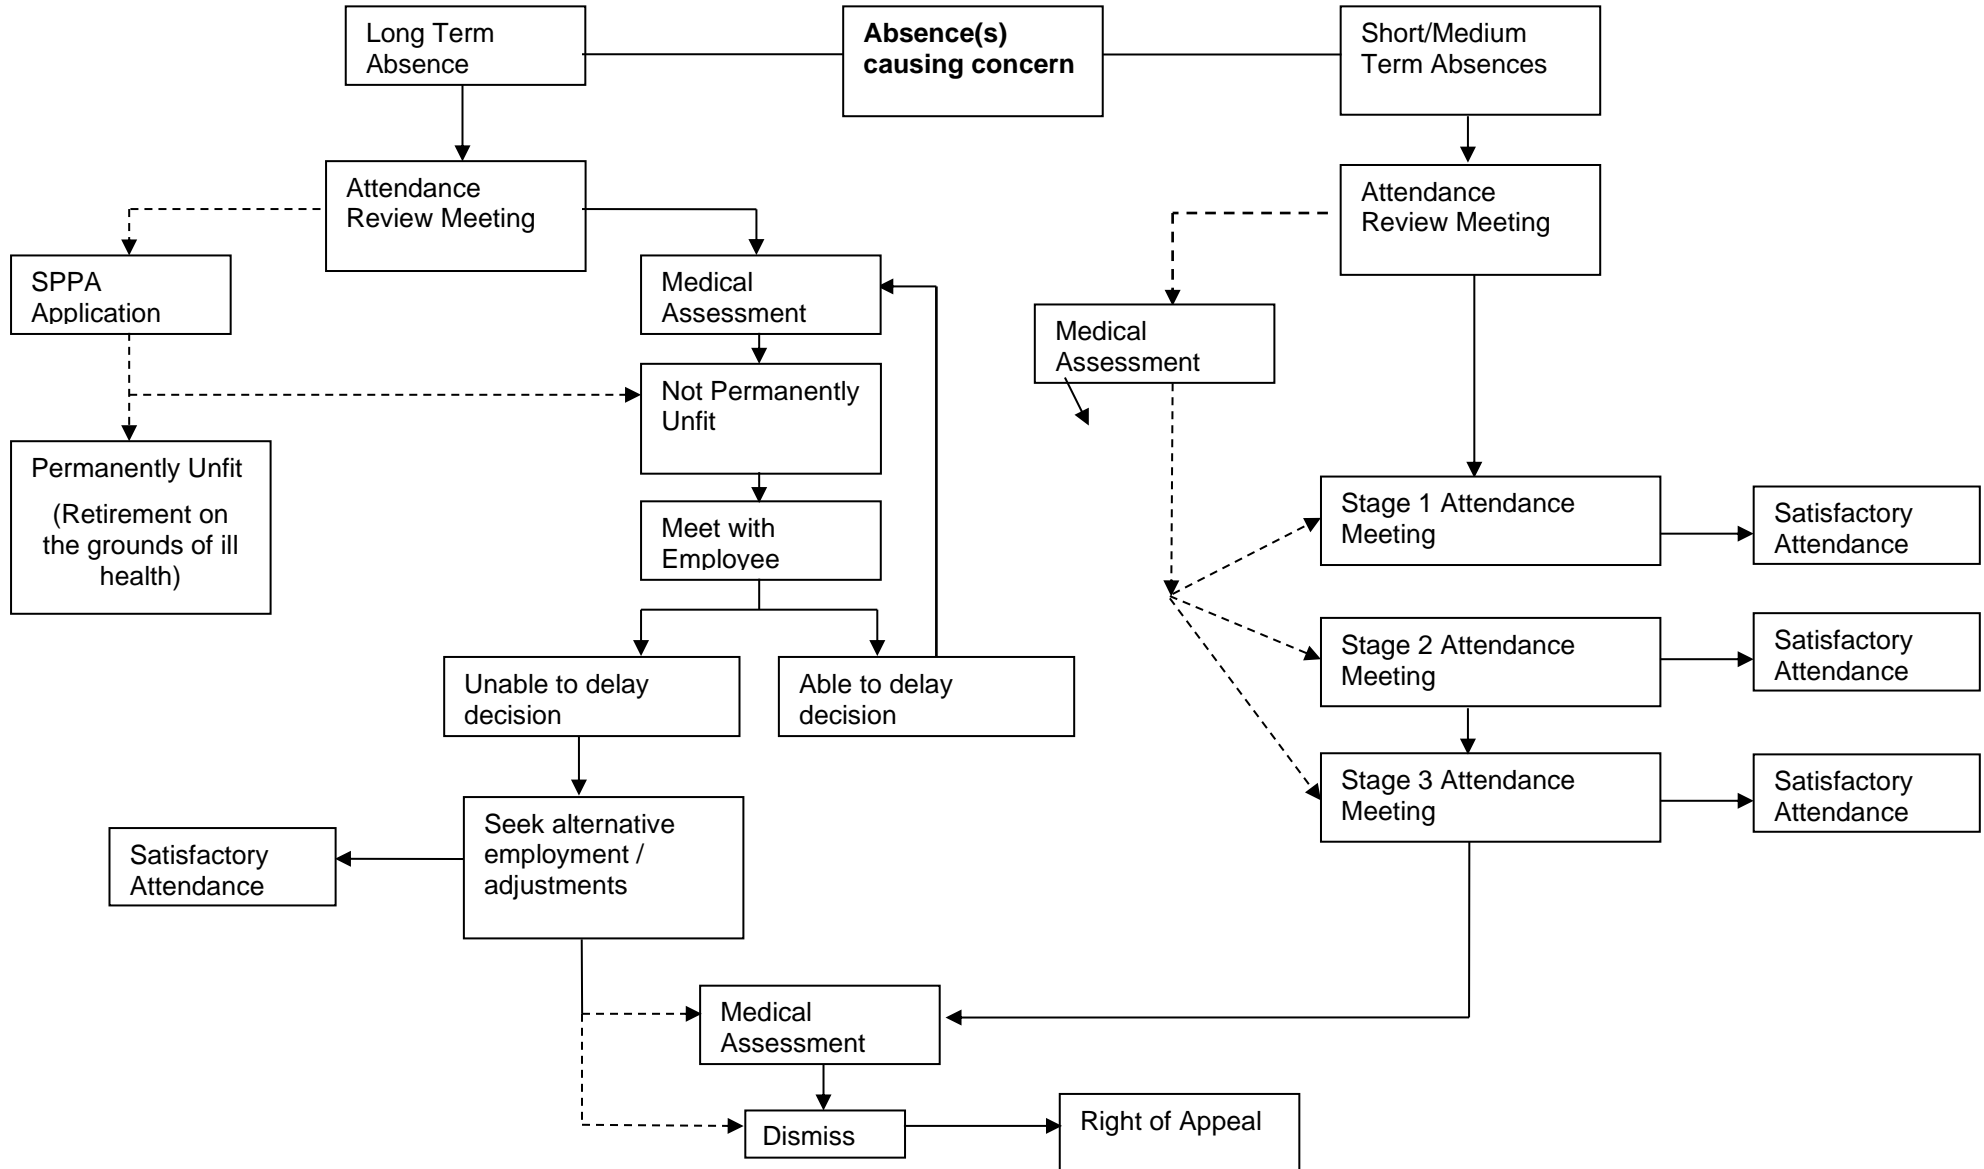 Long Term
Absence
Absence(s)
causing concern
Short/Medium
Term Absences
Attendance
Review Meeting
Attendance
Review Meeting
SPPA
Application
Medical
Assessment
Medical
Assessment
Not Permanently
Unfit
Permanently Unfit
(Retirement on
the grounds of ill
health)
Meet with
Employee
Stage 1 Attendance
Meeting
Satisfactory
Attendance
Unable to delay
decision
Able to delay
decision
Stage 2 Attendance
Meeting
Satisfactory
Attendance
Stage 3 Attendance
Meeting
Satisfactory
Attendance
Seek alternative
employment /
adjustments
Satisfactory
Attendance
Medical
Assessment
Dismiss
Right of Appeal